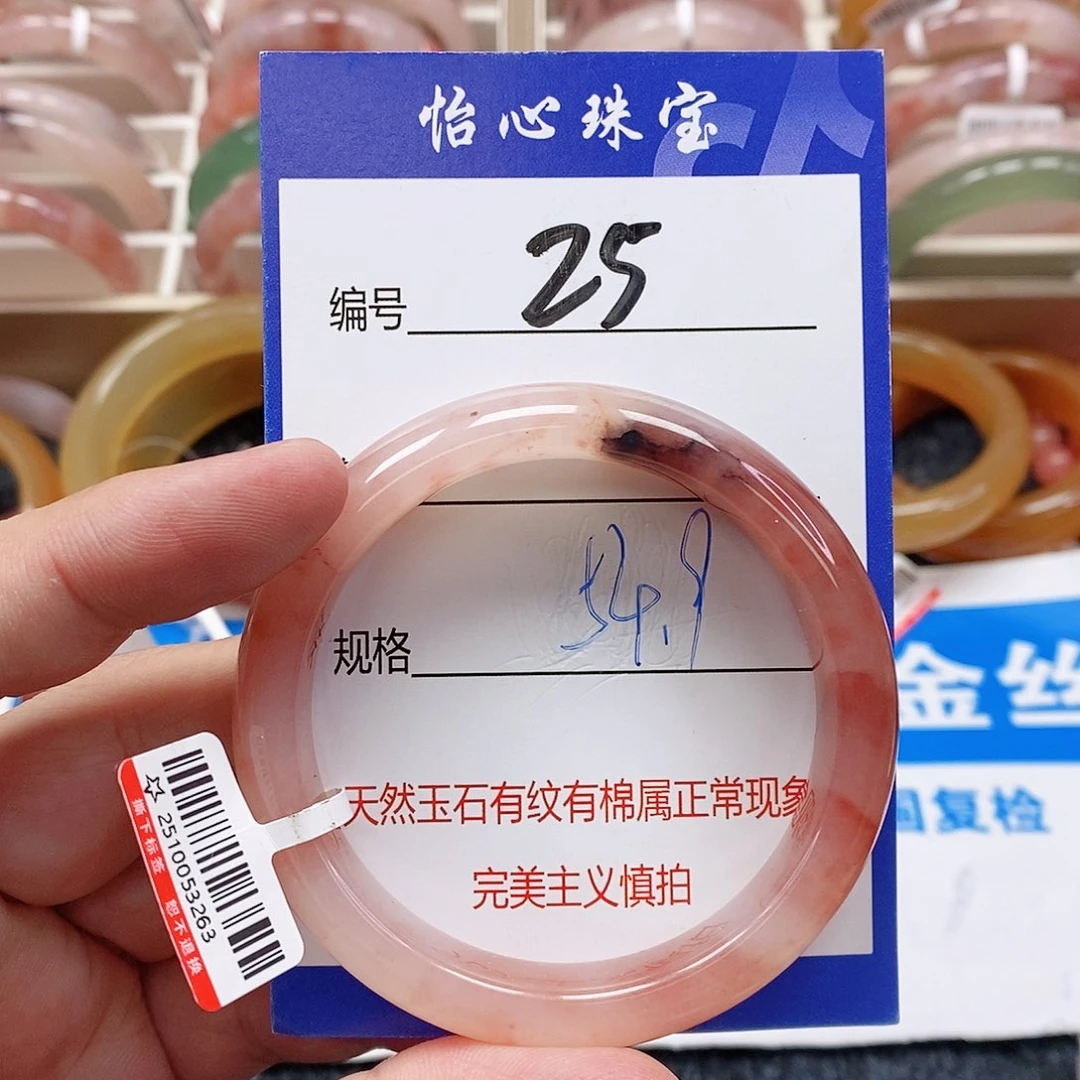 怡心珠宝
编号 25
规格 54.9
天然玉石有纹有棉属正常现象
完美主义慎拍
☆ 2510053263
撕下标签 恕不退换
金丝
国复检